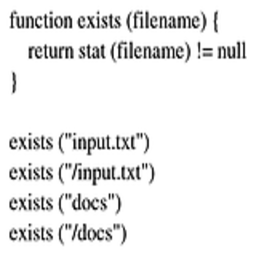 function exists (filename) {
    return stat (filename) != null
}

exists ("input.txt")
exists ("/input.txt")
exists ("docs")
exists ("/docs")